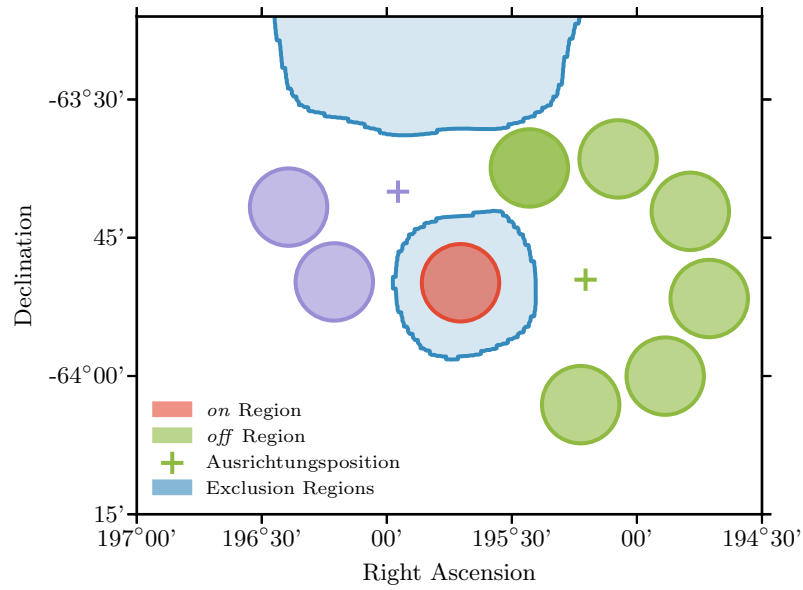 -63°30'
45'
-64°00'
15'
Declination
on Region
off Region
Ausrichtungsposition
Exclusion Regions
197°00' 196°30' 00' 195°30' 00' 194°30'
Right Ascension